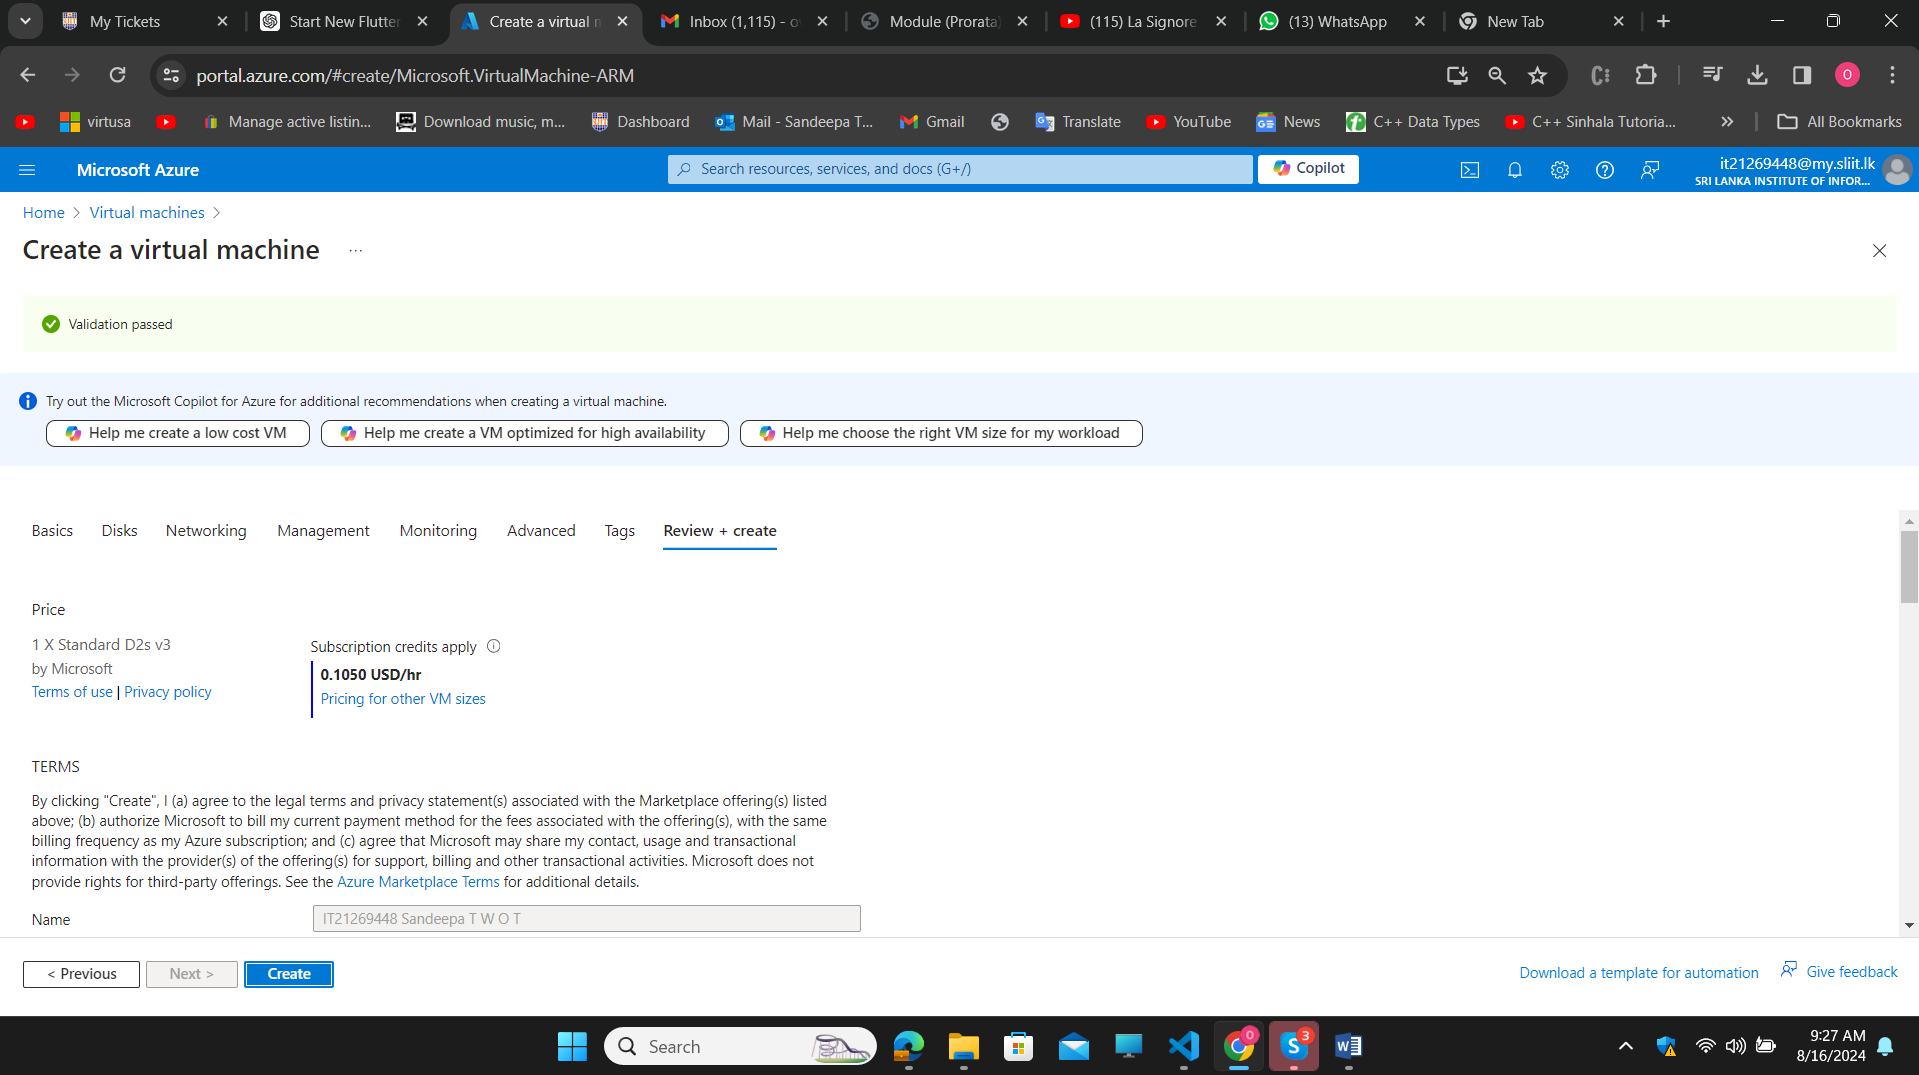 My Tickets
Start New Flutter
Create a virtual n
Inbox (1,115) - o
Module (Prorata)
(115) La Signore
(13) WhatsApp
New Tab
portal.azure.com/#create/Microsoft.VirtualMachine-ARM
O
virtusa
Manage active listin...
Download music, m...
Dashboard
Mail - Sandeepa T...
Gmail
Translate
YouTube
News
C++ Data Types
C++ Sinhala Tutoria...
All Bookmarks
Microsoft Azure
Search resources, services, and docs (G+/)
Copilot
it21269448@my.sliit.lk
SRI LANKA INSTITUTE OF INFOR...
Home > Virtual machines >
Create a virtual machine ...
Validation passed
Try out the Microsoft Copilot for Azure for additional recommendations when creating a virtual machine.
Help me create a low cost VM
Help me create a VM optimized for high availability
Help me choose the right VM size for my workload
Basics
Disks
Networking
Management
Monitoring
Advanced
Tags
Review + create
Price
1 X Standard D2s v3
by Microsoft
Terms of use | Privacy policy
Subscription credits apply
0.1050 USD/hr
Pricing for other VM sizes
TERMS
By clicking "Create", I (a) agree to the legal terms and privacy statement(s) associated with the Marketplace offering(s) listed
above; (b) authorize Microsoft to bill my current payment method for the fees associated with the offering(s), with the same
billing frequency as my Azure subscription; and (c) agree that Microsoft may share my contact, usage and transactional
information with the provider(s) of the offering(s) for support, billing and other transactional activities. Microsoft does not
provide rights for third-party offerings. See the Azure Marketplace Terms for additional details.
Name
IT21269448 Sandeepa T W O T
< Previous
Next >
Create
Download a template for automation
Give feedback
Search
0
3
9:27 AM
8/16/2024